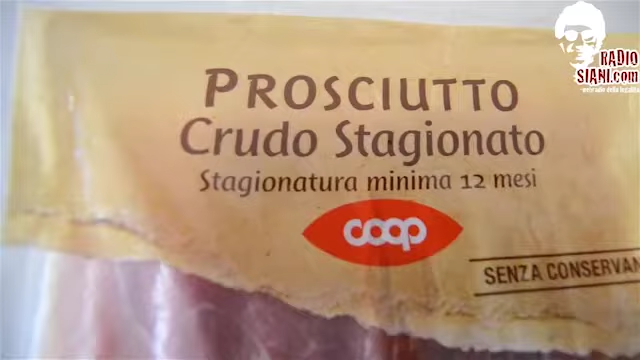 RADIO
SIANI.com
PROSCIUTTO
Crudo Stagionato
Stagionatura minima 12 mesi
coop
SENZA CONSERVAN